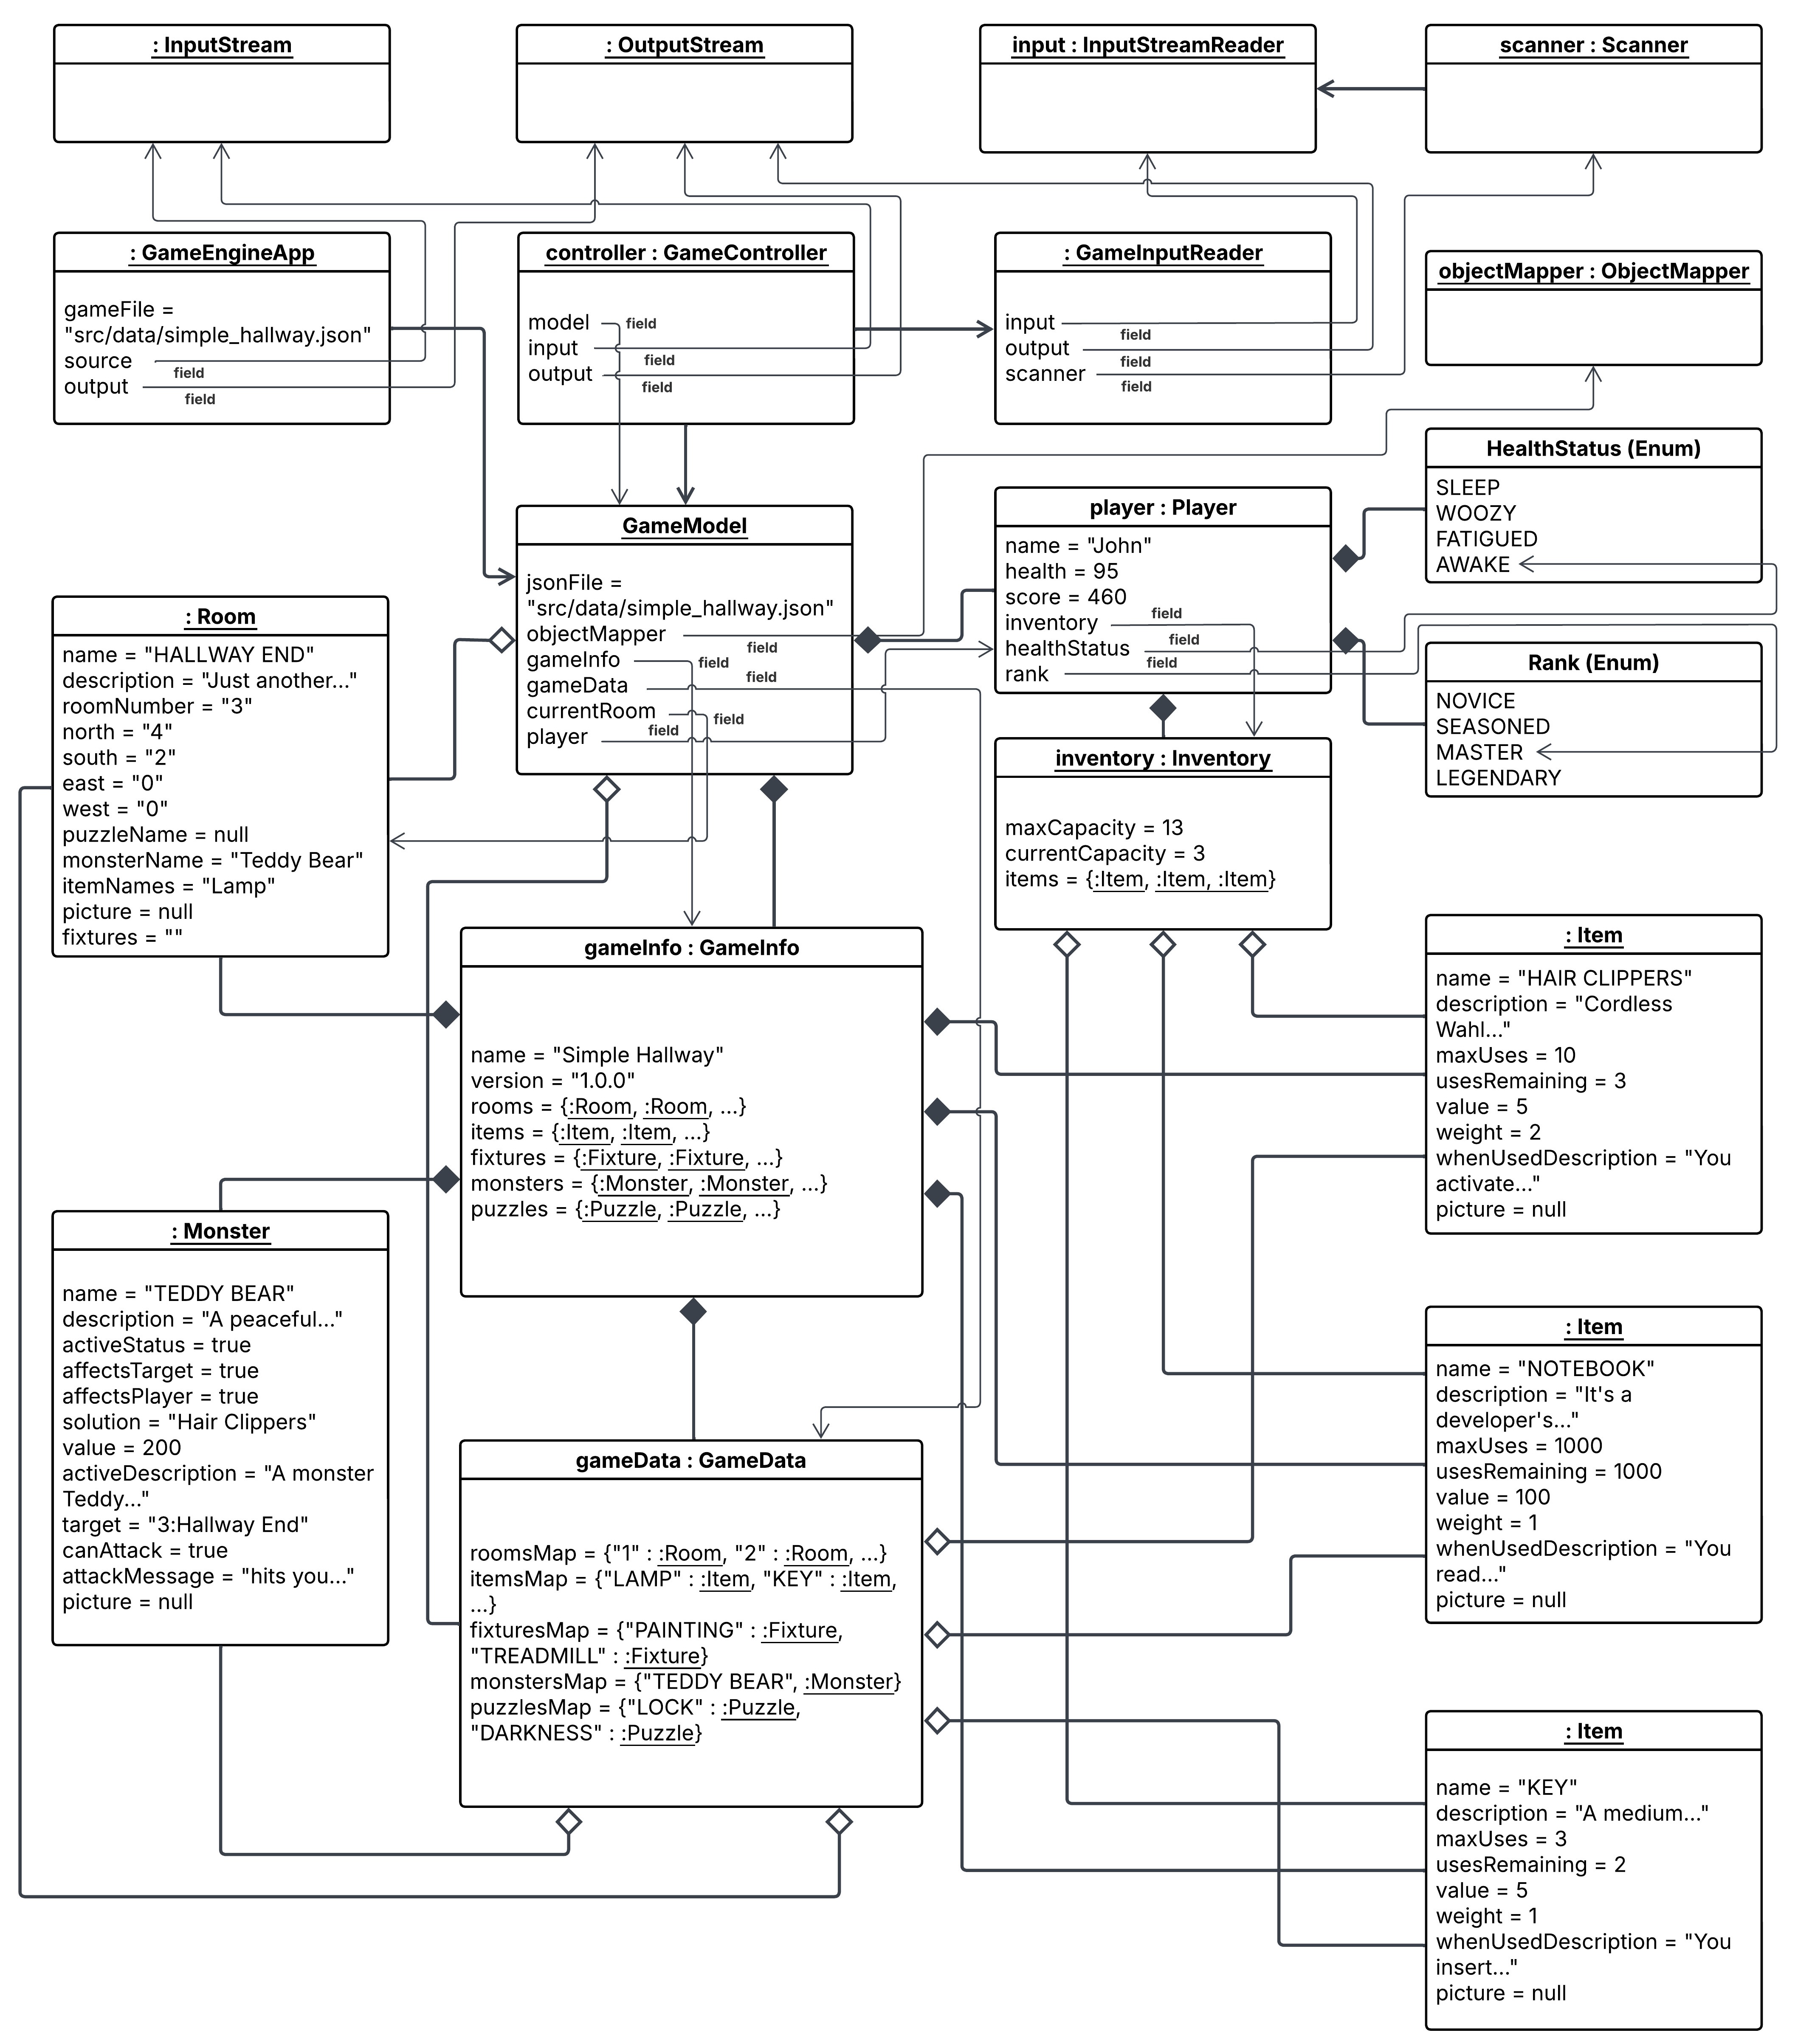 : InputStream
: OutputStream
input : InputStreamReader
scanner : Scanner
: GameEngineApp
gameFile =
"src/data/simple_hallway.json"
source
field
output
field
controller : GameController
model
field
input
field
output
field
: GameInputReader
input
field
output
field
scanner
field
objectMapper : ObjectMapper
HealthStatus (Enum)
SLEEP
WOOZY
FATIGUED
AWAKE
GameModel
jsonFile =
"src/data/simple_hallway.json"
objectMapper
field
gameInfo
field
gameData
field
currentRoom
field
player
field
player : Player
name = "John"
health = 95
score = 460
inventory
field
healthStatus
field
rank
field
Rank (Enum)
NOVICE
SEASONED
MASTER
LEGENDARY
: Room
name = "HALLWAY END"
description = "Just another..."
roomNumber = "3"
north = "4"
south = "2"
east = "0"
west = "0"
puzzleName = null
monsterName = "Teddy Bear"
itemNames = "Lamp"
picture = null
fixtures = ""
inventory : Inventory
maxCapacity = 13
currentCapacity = 3
items = {:Item, :Item, :Item}
gameInfo : GameInfo
name = "Simple Hallway"
version = "1.0.0"
rooms = {:Room, :Room, ...}
items = {:Item, :Item, ...}
fixtures = {:Fixture, :Fixture, ...}
monsters = {:Monster, :Monster, ...}
puzzles = {:Puzzle, :Puzzle, ...}
: Item
name = "HAIR CLIPPERS"
description = "Cordless
Wahl..."
maxUses = 10
usesRemaining = 3
value = 5
weight = 2
whenUsedDescription = "You
activate..."
picture = null
: Monster
name = "TEDDY BEAR"
description = "A peaceful..."
activeStatus = true
affectsTarget = true
affectsPlayer = true
solution = "Hair Clippers"
value = 200
activeDescription = "A monster
Teddy..."
target = "3:Hallway End"
canAttack = true
attackMessage = "hits you..."
picture = null
: Item
name = "NOTEBOOK"
description = "It's a
developer's..."
maxUses = 1000
usesRemaining = 1000
value = 100
weight = 1
whenUsedDescription = "You
read..."
picture = null
gameData : GameData
roomsMap = {"1" : :Room, "2" : :Room, ...}
itemsMap = {"LAMP" : :Item, "KEY" : :Item,
...}
fixturesMap = {"PAINTING" : :Fixture,
"TREADMILL" : :Fixture}
monstersMap = {"TEDDY BEAR", :Monster}
puzzlesMap = {"LOCK" : :Puzzle,
"DARKNESS" : :Puzzle}
: Item
name = "KEY"
description = "A medium..."
maxUses = 3
usesRemaining = 2
value = 5
weight = 1
whenUsedDescription = "You
insert..."
picture = null